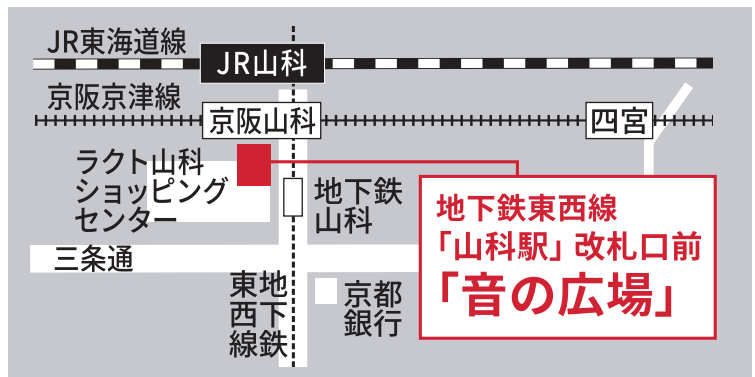 JR東海道線
JR山科
京阪京津線
京阪山科
四宮
ラクト山科
ショッピング
センター
地下鉄
山科
地下鉄東西線
「山科駅」改札口前
「音の広場」
三条通
地下鉄
東西線
京都
銀行